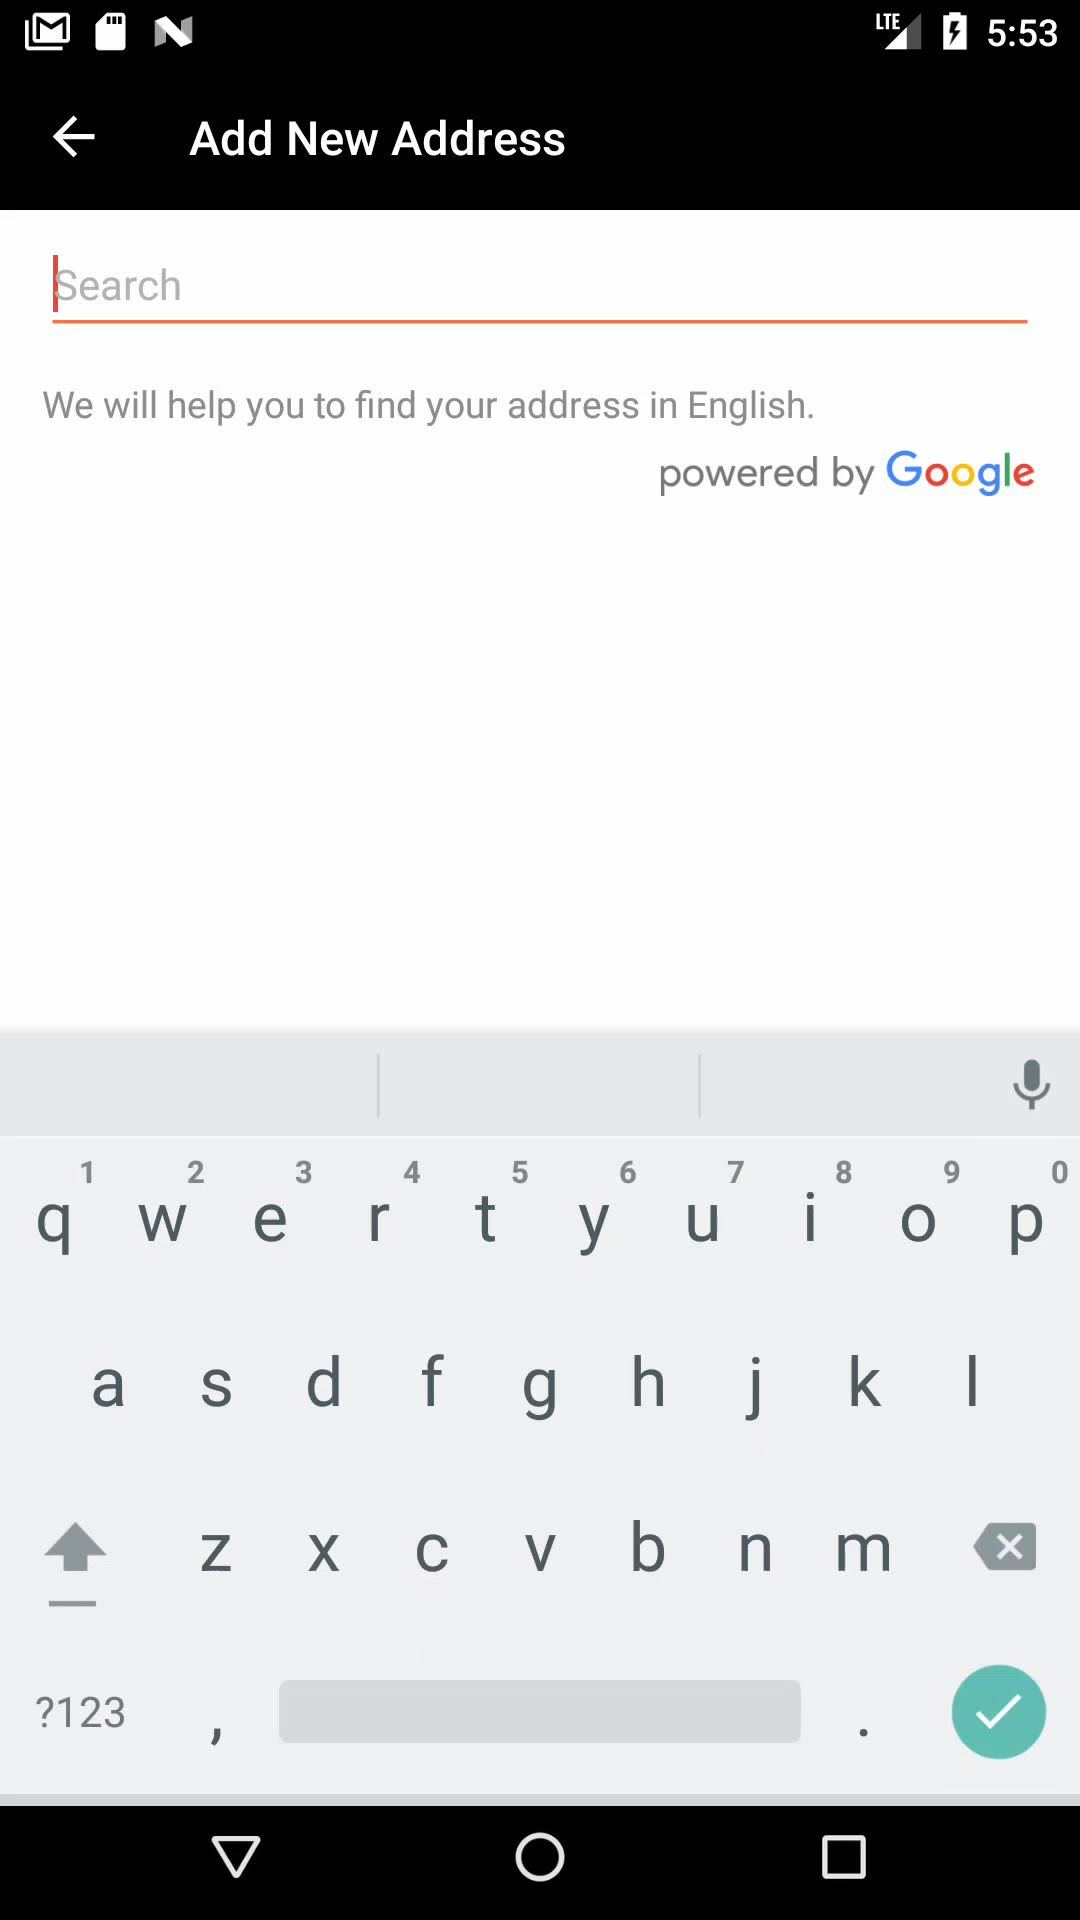 LTE 5:53
Add New Address
Search
We will help you to find your address in English.
powered by Google
1 2 3 4 5 6 7 8 9 0
q w e r t y u i o p
a s d f g h j k l
z x c v b n m
?123 , .